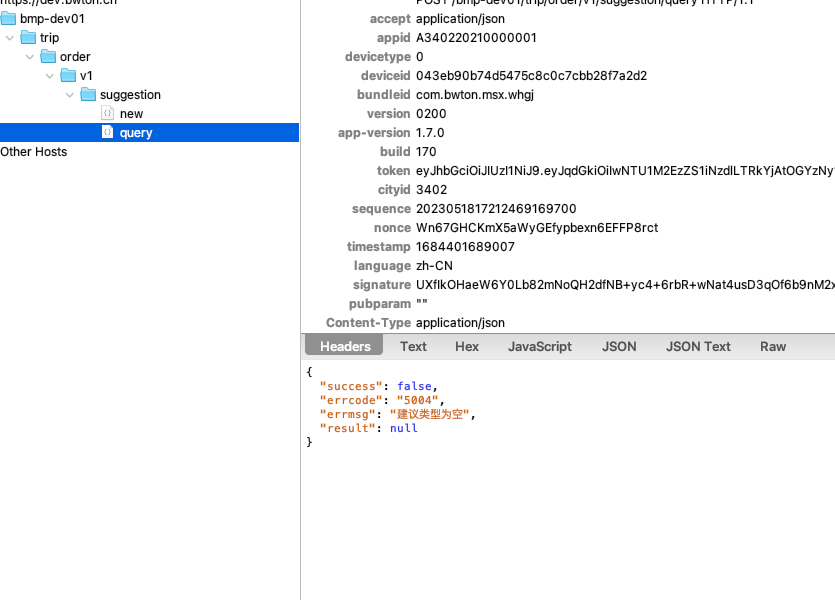 https://dev.bwton.cn
bmp-dev01
trip
order
v1
suggestion
new
query
Other Hosts
POST /bmp-dev01/trip/order/v1/suggestion/query HTTP/1.1
accept application/json
appid A340220210000001
devicetype 0
deviceid 043eb90b74d5475c8c0c7cbb28f7a2d2
bundleid com.bwton.msx.whgj
version 0200
app-version 1.7.0
build 170
token eyJhbGciOiJIUzI1NiJ9.eyJqdGkiOiIwNTU1M2EzZS1iNzdlLTRkYjAtOGYzNy
cityid 3402
sequence 2023051817212469169700
nonce Wn67GHCKmX5aWyGEfypbexn6EFFP8rct
timestamp 1684401689007
language zh-CN
signature UXflkOHaeW6Y0Lb82mNoQH2dfNB+yc4+6rbR+wNat4usD3qOf6b9nM2x
pubparam ""
Content-Type application/json
Headers Text Hex JavaScript JSON JSON Text Raw
{
"success": false,
"errcode": "5004",
"errmsg": "建议类型为空",
"result": null
}